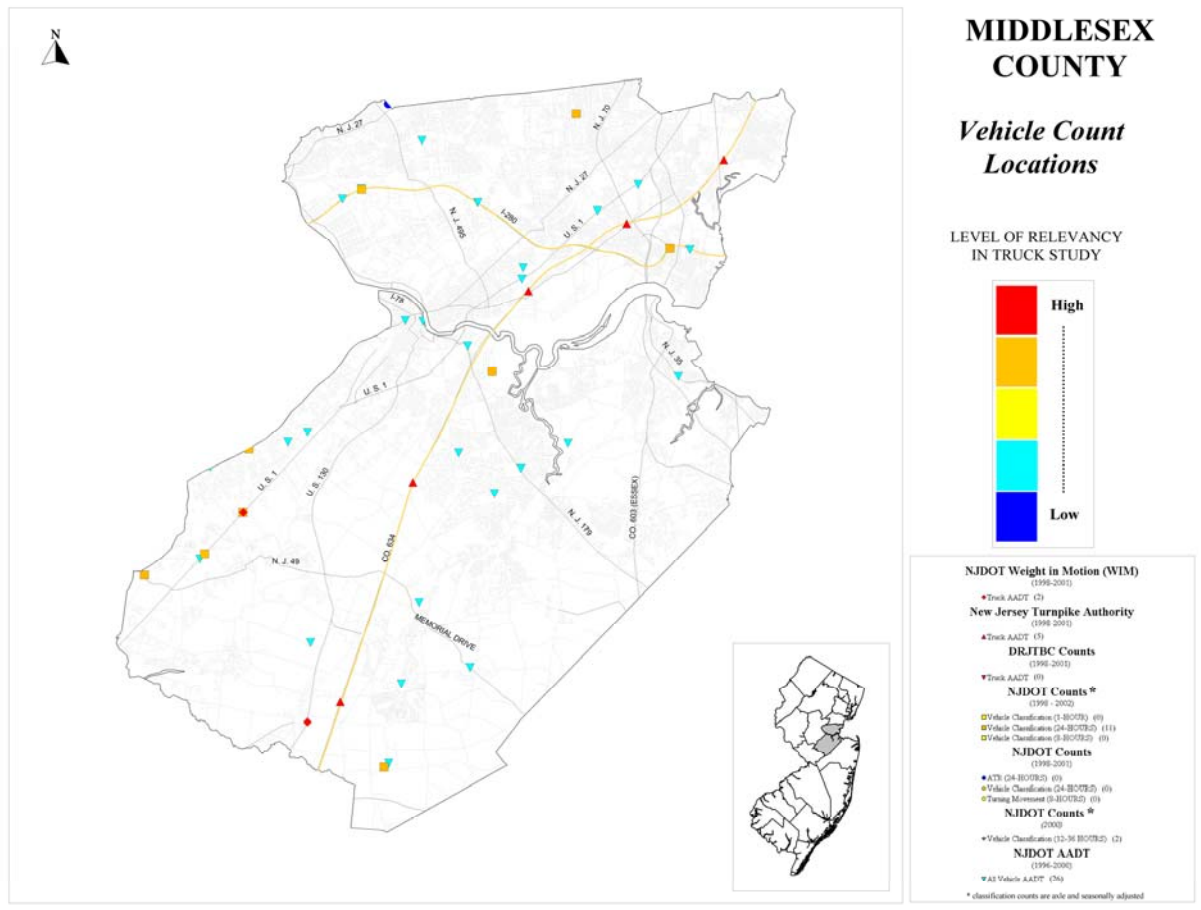 MIDDLESEX
COUNTY
Vehicle Count
Locations
LEVEL OF RELEVANCY
IN TRUCK STUDY
High
Low
N
N. J. 27
N. J. 70
N. J. 27
U. S. 1
N. J. 495
I-280
I-78
N. J. 35
U. S. 1
U. S. 1
U. S. 130
CO. 603 (ESSEX)
N. J. 179
CO. 634
N. J. 49
MEMORIAL DRIVE
NJDOT Weight in Motion (WIM)
(1998-2001)
Truck AADT (2)
New Jersey Turnpike Authority
(1998-2001)
Truck AADT (5)
DRJTBC Counts
(1998-2001)
Truck AADT (0)
NJDOT Counts *
(1998 - 2002)
Vehicle Classification (1-HOUR) (0)
Vehicle Classification (24-HOURS) (11)
Vehicle Classification (8-HOURS) (0)
NJDOT Counts
(1998-2001)
ATR (24-HOURS) (0)
Vehicle Classification (24-HOURS) (0)
Turning Movement (8-HOURS) (0)
NJDOT Counts *
(2000)
Vehicle Classification (12-36 HOURS) (2)
NJDOT AADT
(1996-2000)
All Vehicle AADT (26)
* classification counts are axle and seasonally adjusted